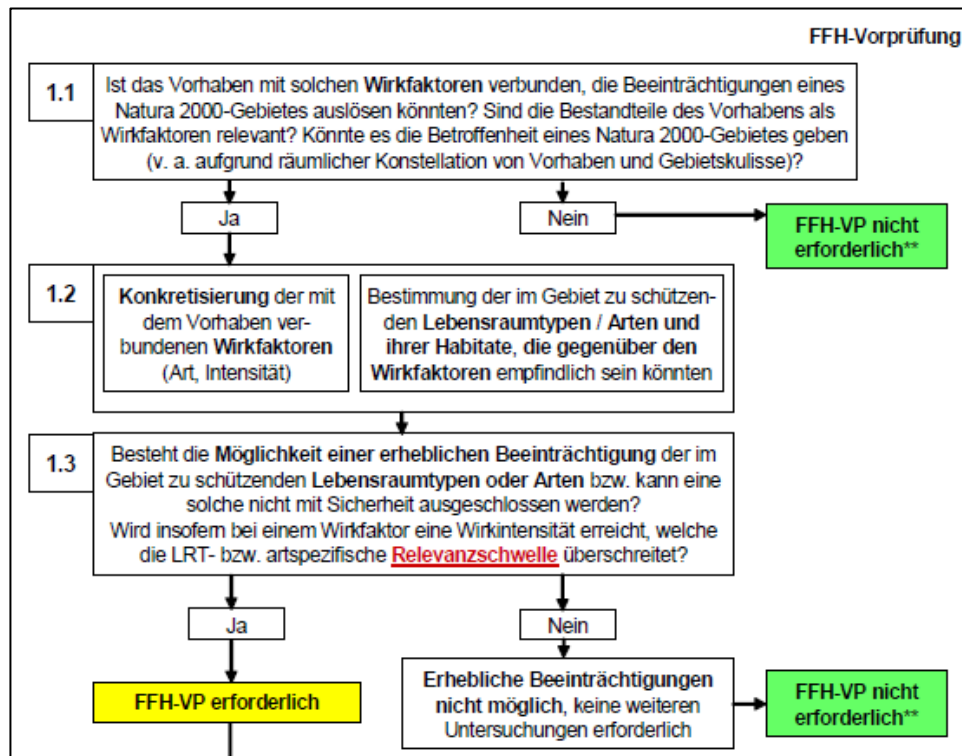 FFH-Vorprüfung
1.1
Ist das Vorhaben mit solchen Wirkfaktoren verbunden, die Beeinträchtigungen eines
Natura 2000-Gebietes auslösen könnten? Sind die Bestandteile des Vorhabens als
Wirkfaktoren relevant? Könnte es die Betroffenheit eines Natura 2000-Gebietes geben
(v. a. aufgrund räumlicher Konstellation von Vorhaben und Gebietskulisse)?
Ja
Nein
FFH-VP nicht
erforderlich**
1.2
Konkretisierung der mit
dem Vorhaben ver-
bundenen Wirkfaktoren
(Art, Intensität)
Bestimmung der im Gebiet zu schützen-
den Lebensraumtypen / Arten und
ihrer Habitate, die gegenüber den
Wirkfaktoren empfindlich sein könnten
1.3
Besteht die Möglichkeit einer erheblichen Beeinträchtigung der im
Gebiet zu schützenden Lebensraumtypen oder Arten bzw. kann eine
solche nicht mit Sicherheit ausgeschlossen werden?
Wird insofern bei einem Wirkfaktor eine Wirkintensität erreicht, welche
die LRT- bzw. artspezifische Relevanzschwelle überschreitet?
Ja
Nein
FFH-VP erforderlich
Erhebliche Beeinträchtigungen
nicht möglich, keine weiteren
Untersuchungen erforderlich
FFH-VP nicht
erforderlich**